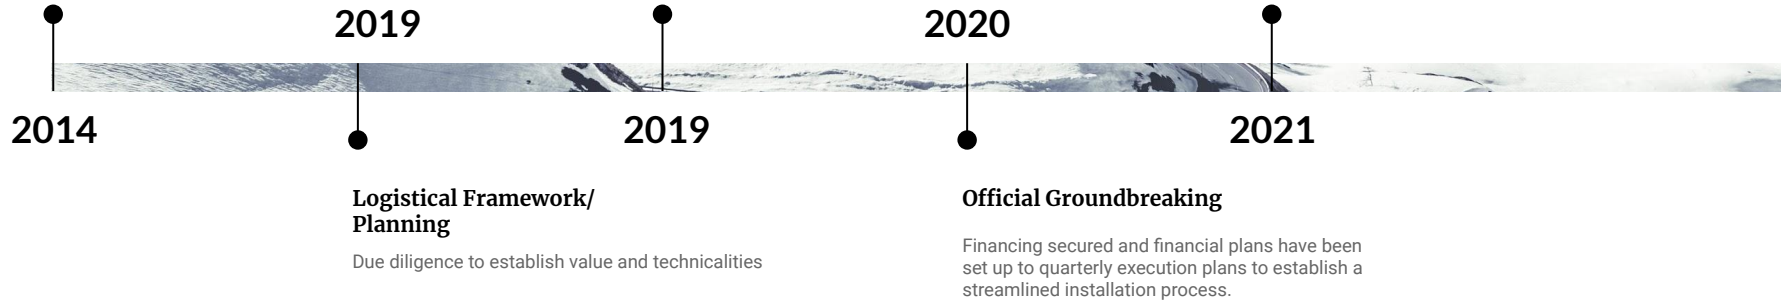 2019
2020
2014
2019
2021
Logistical Framework/
Planning
Due diligence to establish value and technicalities
Official Groundbreaking
Financing secured and financial plans have been
set up to quarterly execution plans to establish a
streamlined installation process.